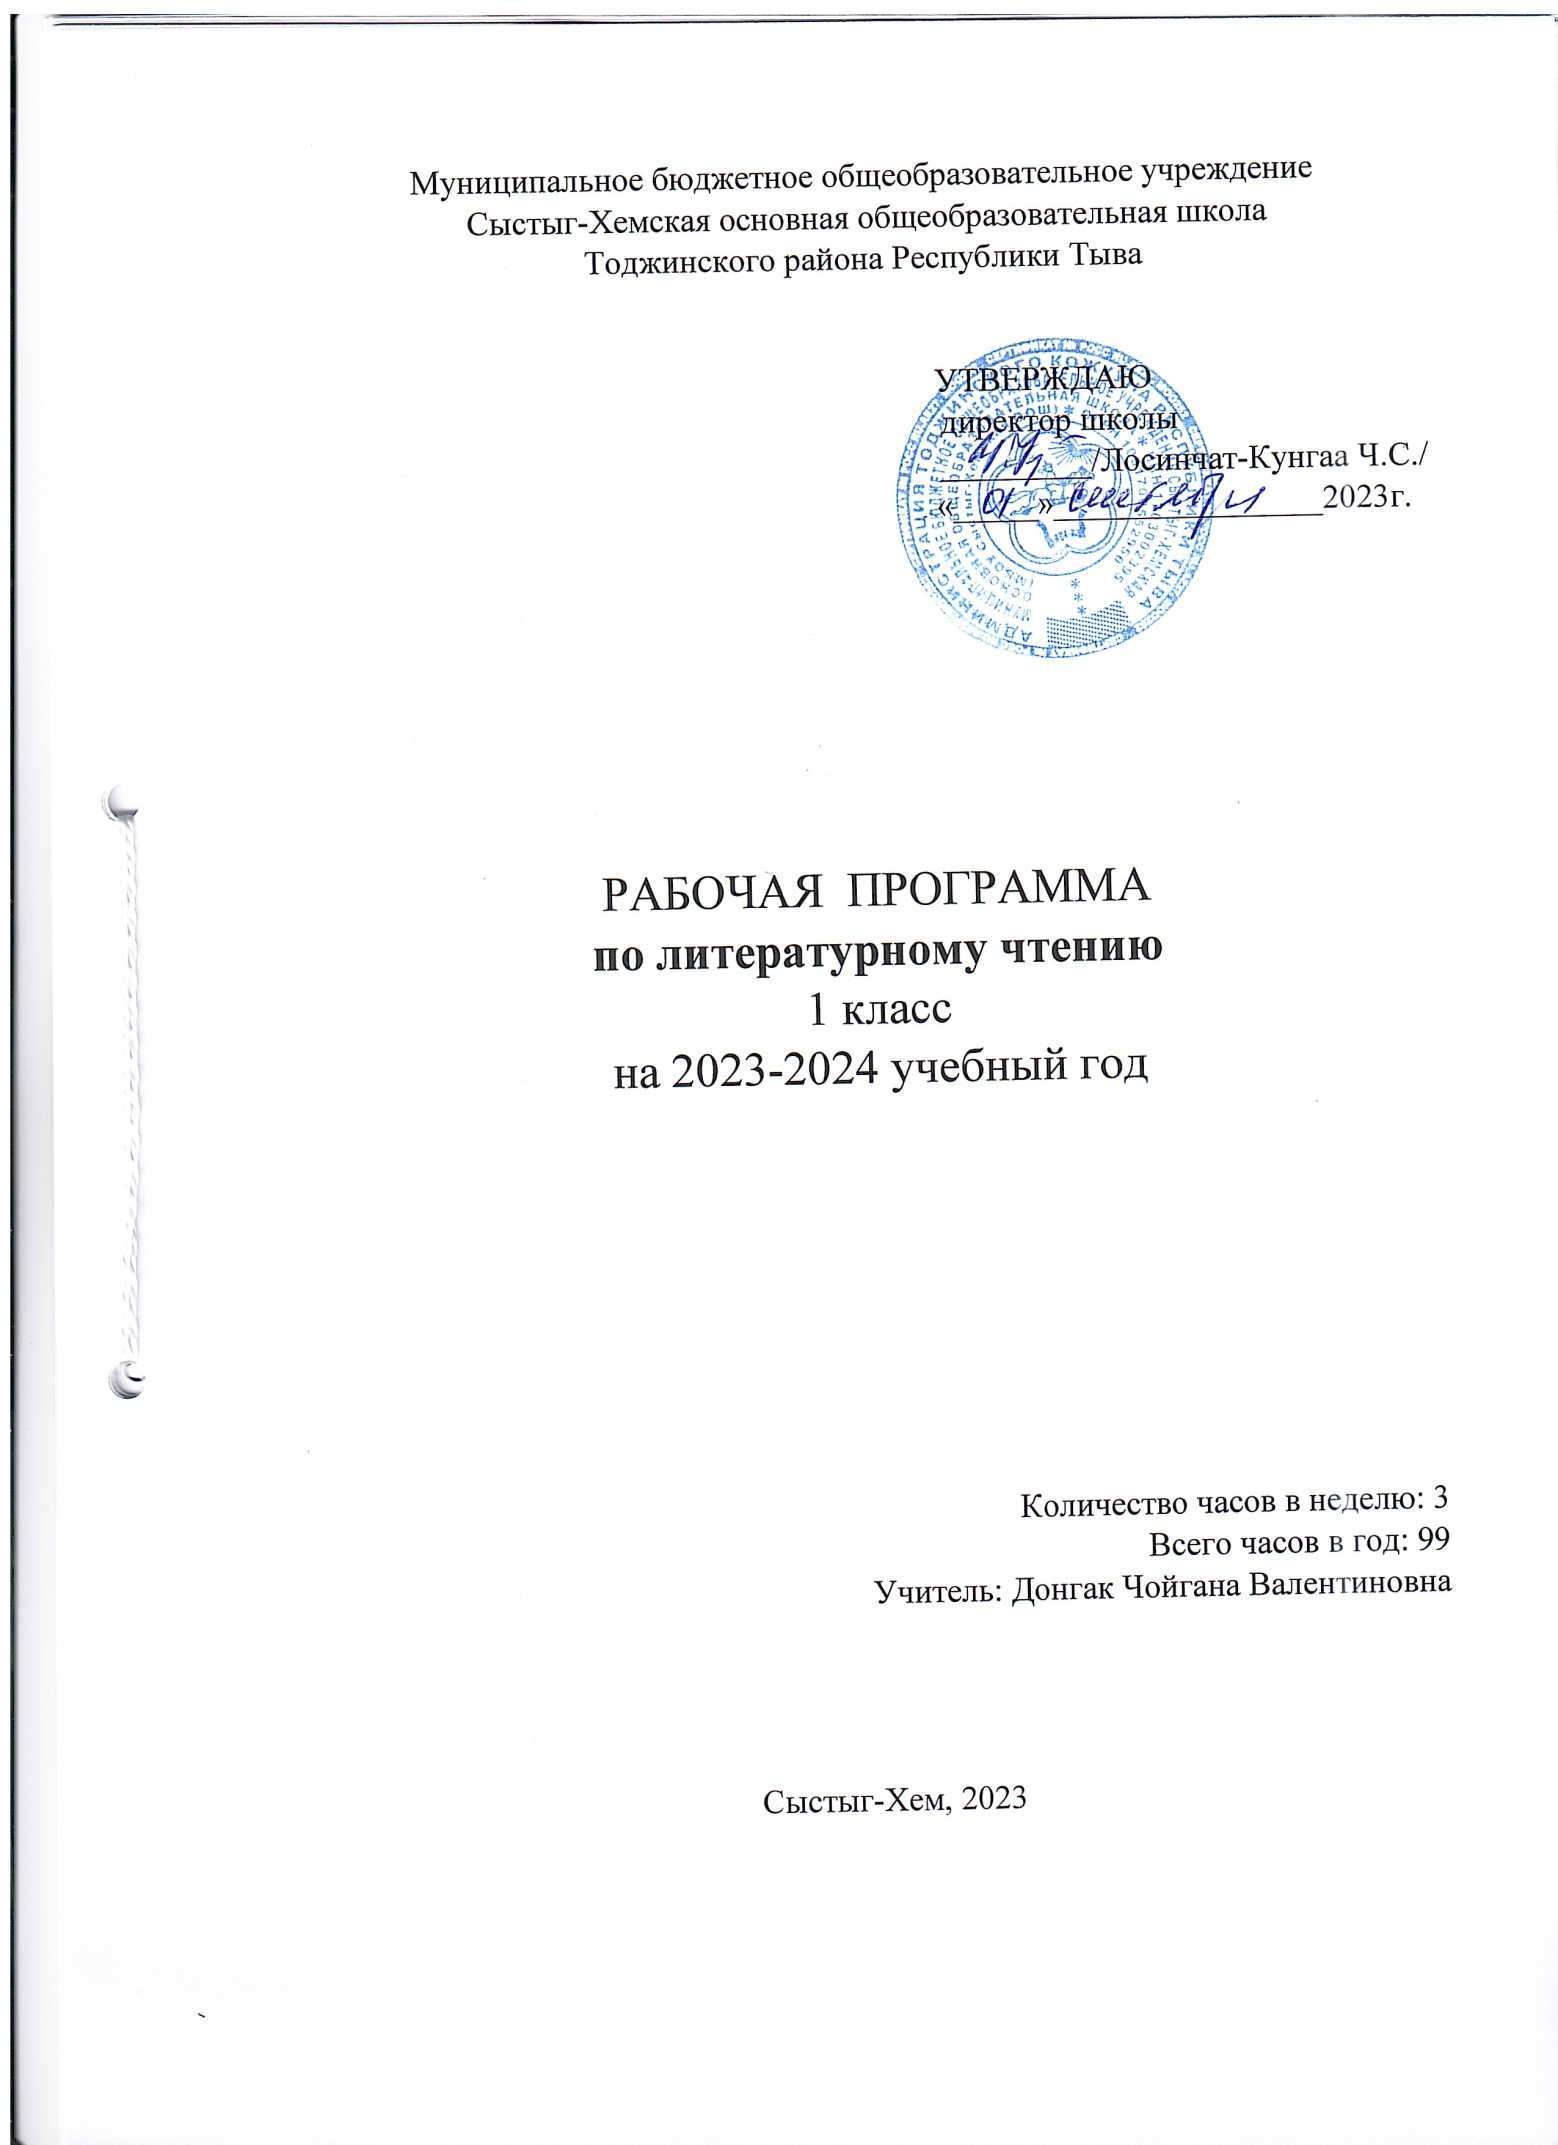 Муниципальное бюджетное общеобразовательное учреждение
Сыстыг-Хемская основная общеобразовательная школа
Тоджинского района Республики Тыва
УТВЕРЖДАЮ
директор школы
/Лосинчат-Кунгаа Ч.С./
«01» сентября 2023г.
РАБОЧАЯ ПРОГРАММА
по литературному чтению
1 класс
на 2023-2024 учебный год
Количество часов в неделю: 3
Всего часов в год: 99
Учитель: Донгак Чойгана Валентиновна
Сыстыг-Хем, 2023